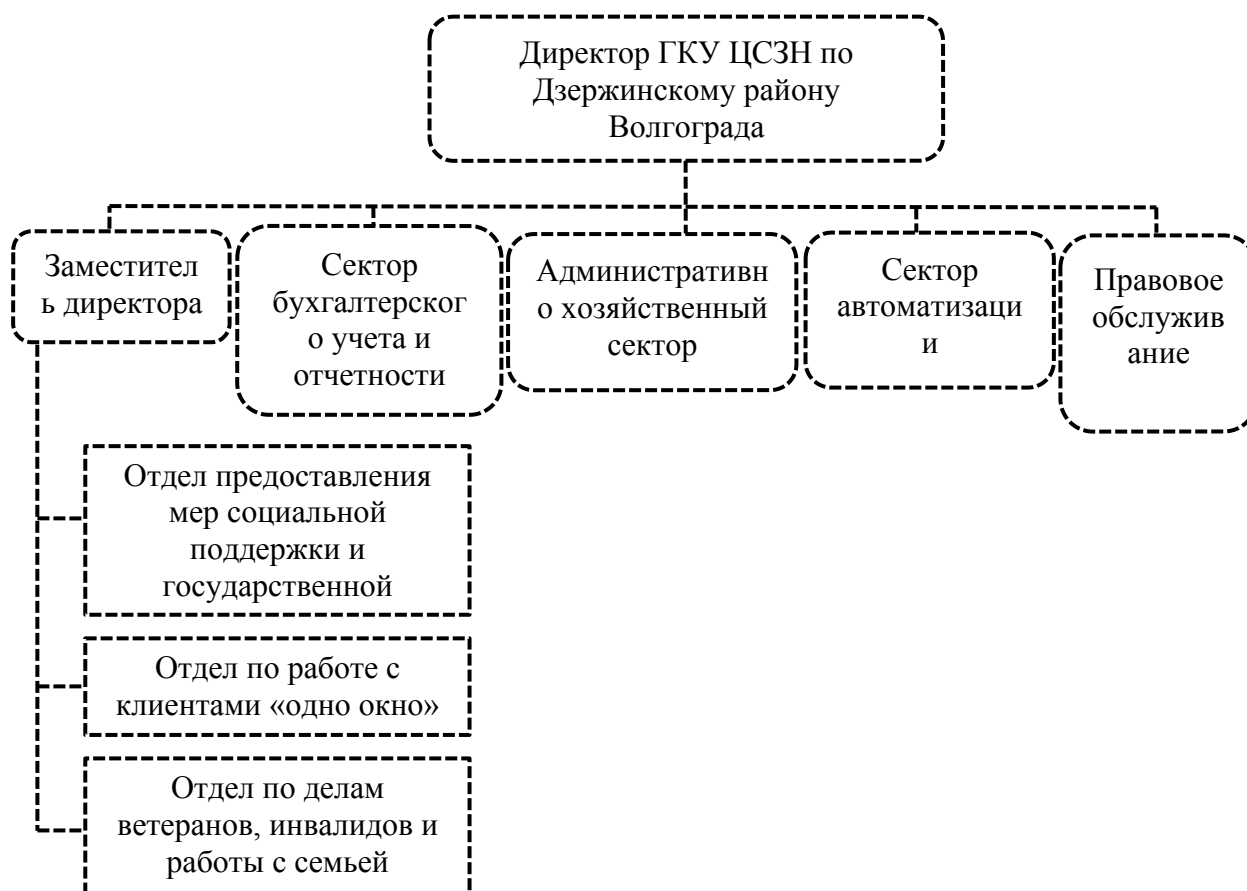 Директор ГКУ ЦСЗН по
Дзержинскому району
Волгограда
Заместител
ь директора
Сектор
бухгалтерског
о учета и
отчетности
Административн
о хозяйственный
сектор
Сектор
автоматизаци
и
Правовое
обслужив
ание
Отдел предоставления
мер социальной
поддержки и
государственной
Отдел по работе с
клиентами «одно окно»
Отдел по делам
ветеранов, инвалидов и
работы с семьей